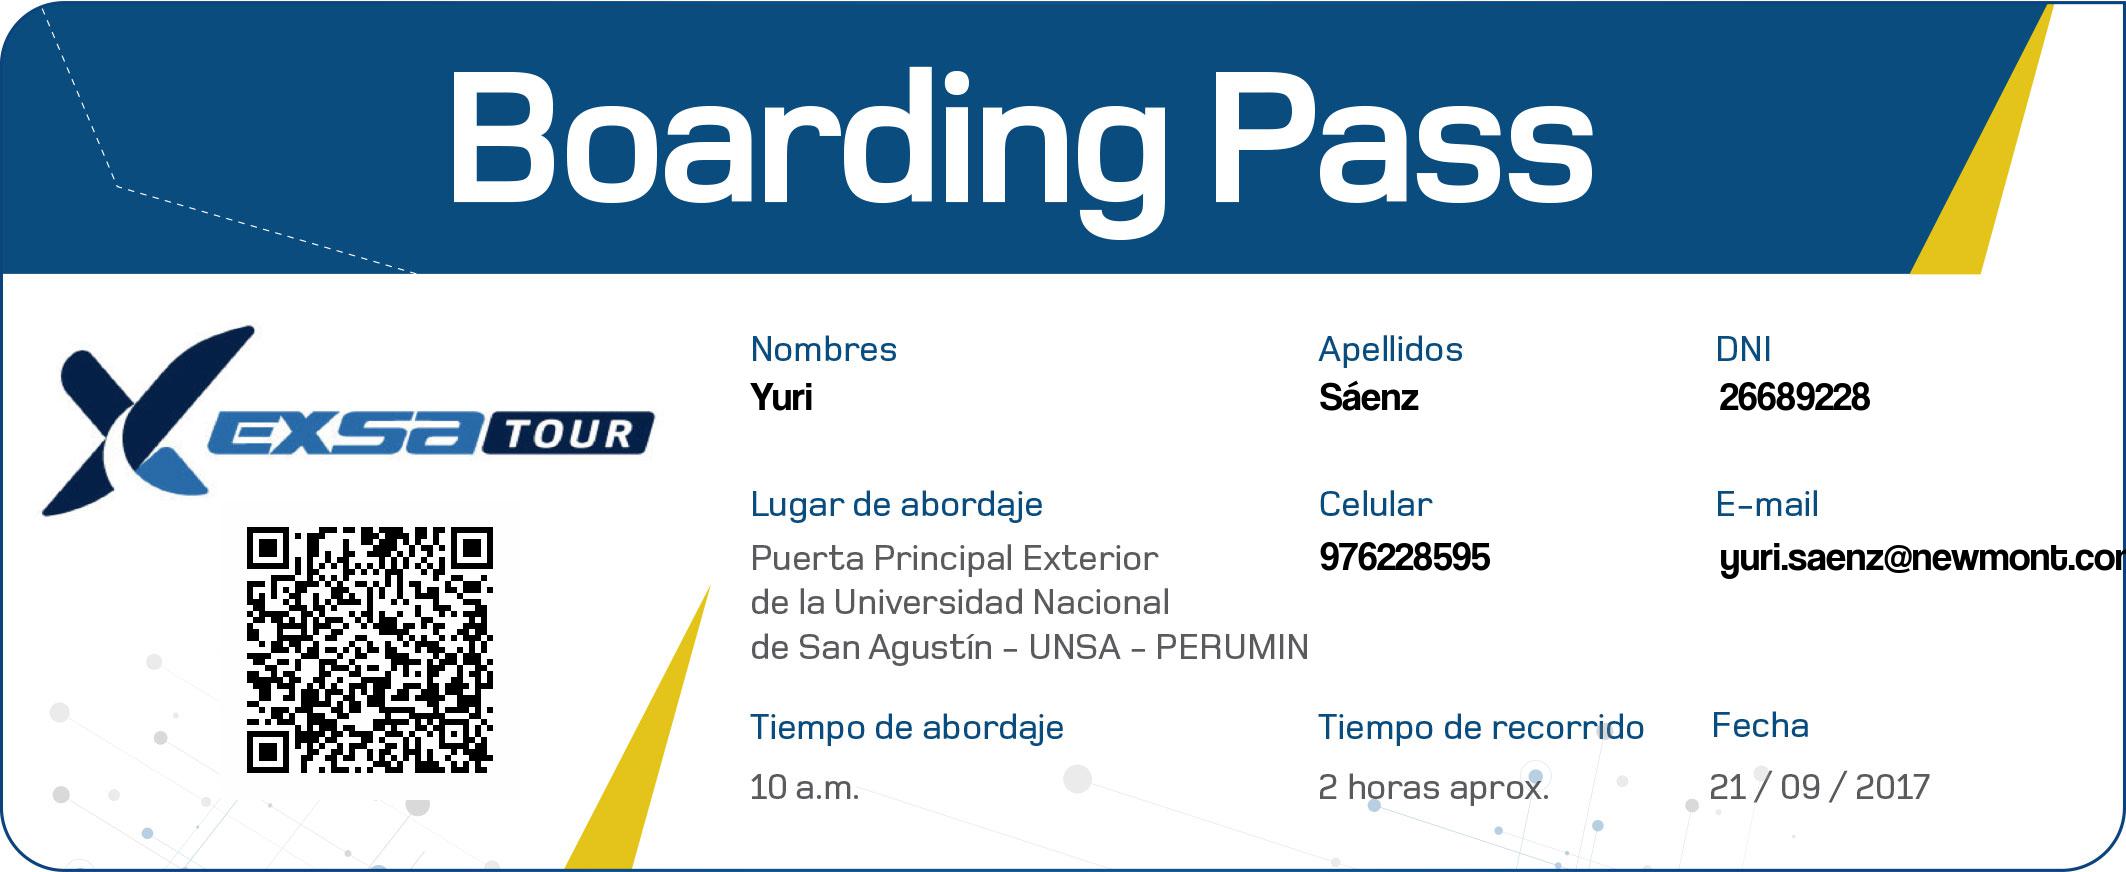 Boarding Pass
EXSA TOUR
Nombres
Yuri
Apellidos
Sáenz
DNI
26689228
Lugar de abordaje
Puerta Principal Exterior
de la Universidad Nacional
de San Agustín - UNSA - PERUMIN
Celular
976228595
E-mail
yuri.saenz@newmont.co
Tiempo de abordaje
10 a.m.
Tiempo de recorrido
2 horas aprox.
Fecha
21 / 09 / 2017